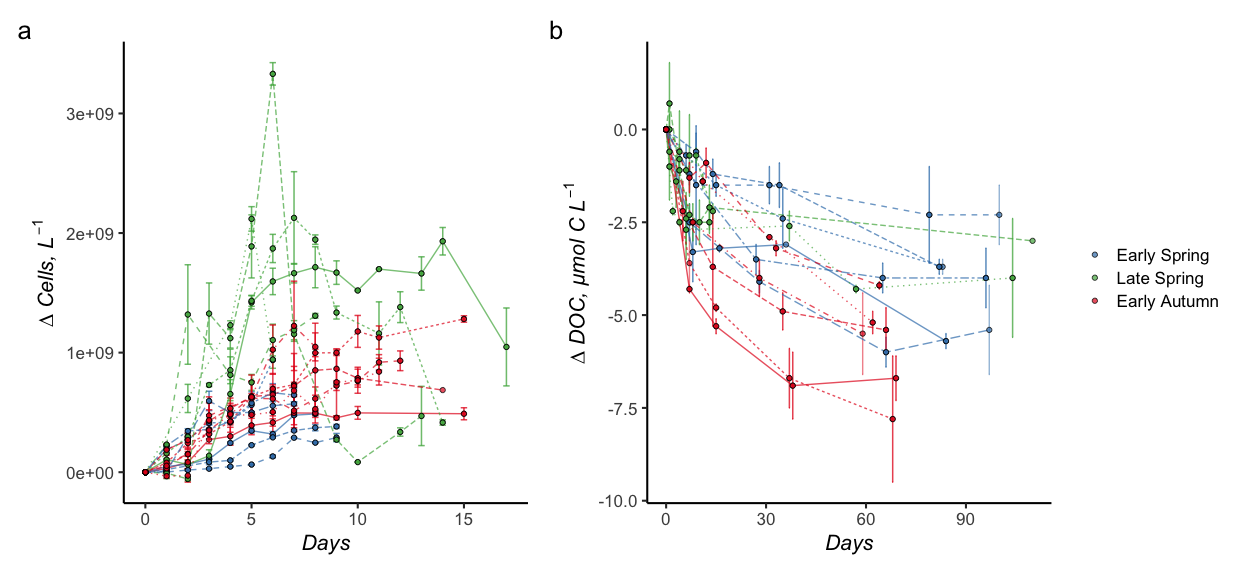 a
Δ Cells, L⁻¹
3e+09
2e+09
1e+09
0e+00
0 5 10 15
Days
b
Δ DOC, μmol C L⁻¹
0.0
-2.5
-5.0
-7.5
-10.0
0 30 60 90
Days
Early Spring
Late Spring
Early Autumn